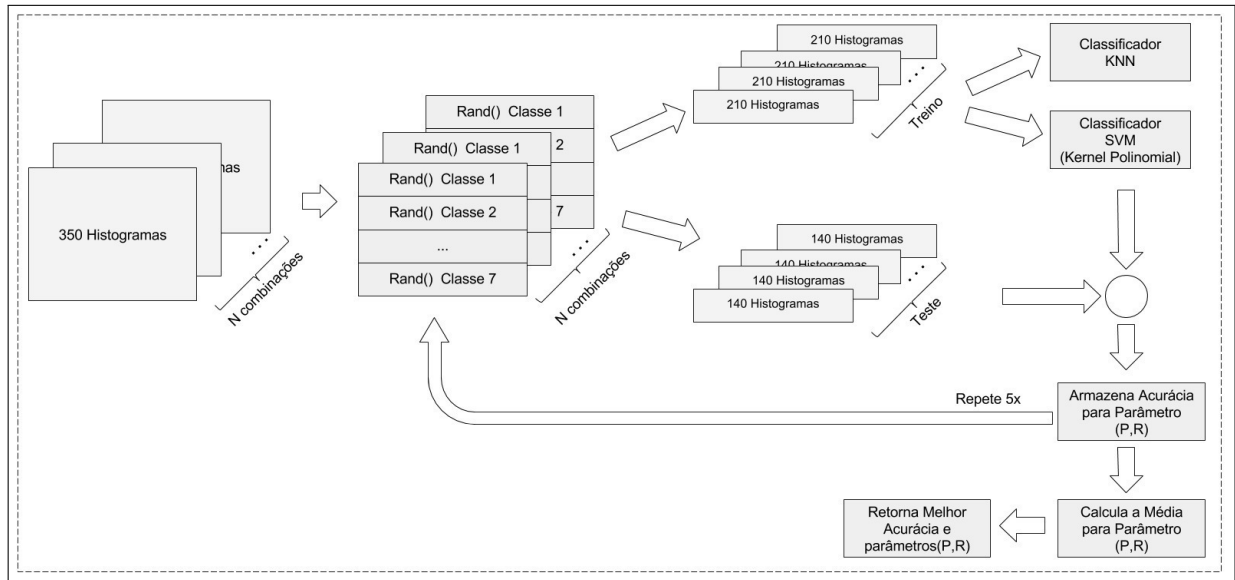 350 Histogramas
mas
N combinações
Rand() Classe 1
2
7
Rand() Classe 1
Rand() Classe 1
Rand() Classe 2
...
Rand() Classe 7
N combinações
210 Histogramas
210 Histogramas
210 Histogramas
210 Histogramas
Treino
140 Histogramas
140 Histogramas
140 Histogramas
140 Histogramas
Teste
Classificador
KNN
Classificador
SVM
(Kernel Polinomial)
Repete 5x
Armazena Acurácia
para Parâmetro
(P,R)
Calcula a Média
para Parâmetro
(P,R)
Retorna Melhor
Acurácia e
parâmetros(P,R)